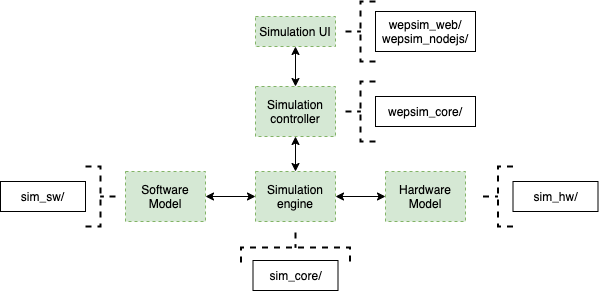 Simulation UI
wepsim_web/
wepsim_nodejs/
Simulation
controller
wepsim_core/
sim_sw/
Software
Model
Simulation
engine
Hardware
Model
sim_hw/
sim_core/